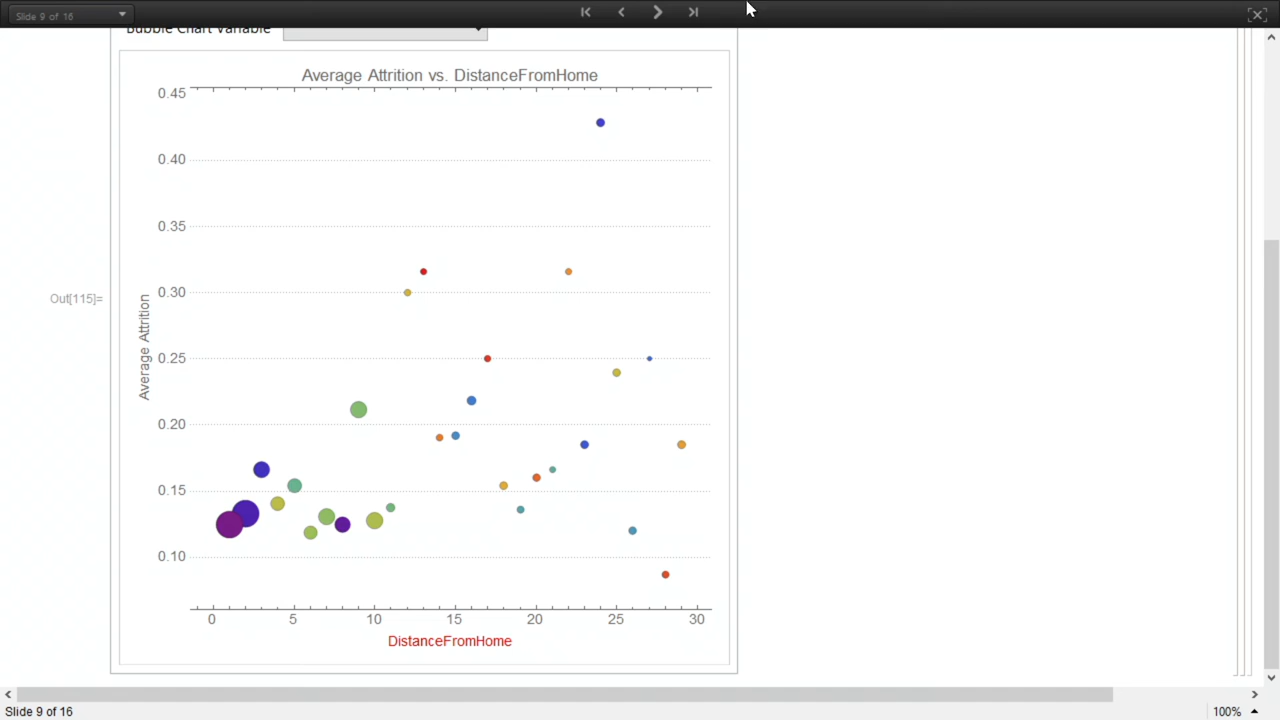 Slide 9 of 16
Bubble Chart Variable
Average Attrition vs. DistanceFromHome
0.45
0.40
0.35
0.30
0.25
0.20
0.15
0.10
Average Attrition
Out[115]=
0 5 10 15 20 25 30
DistanceFromHome
Slide 9 of 16
100%